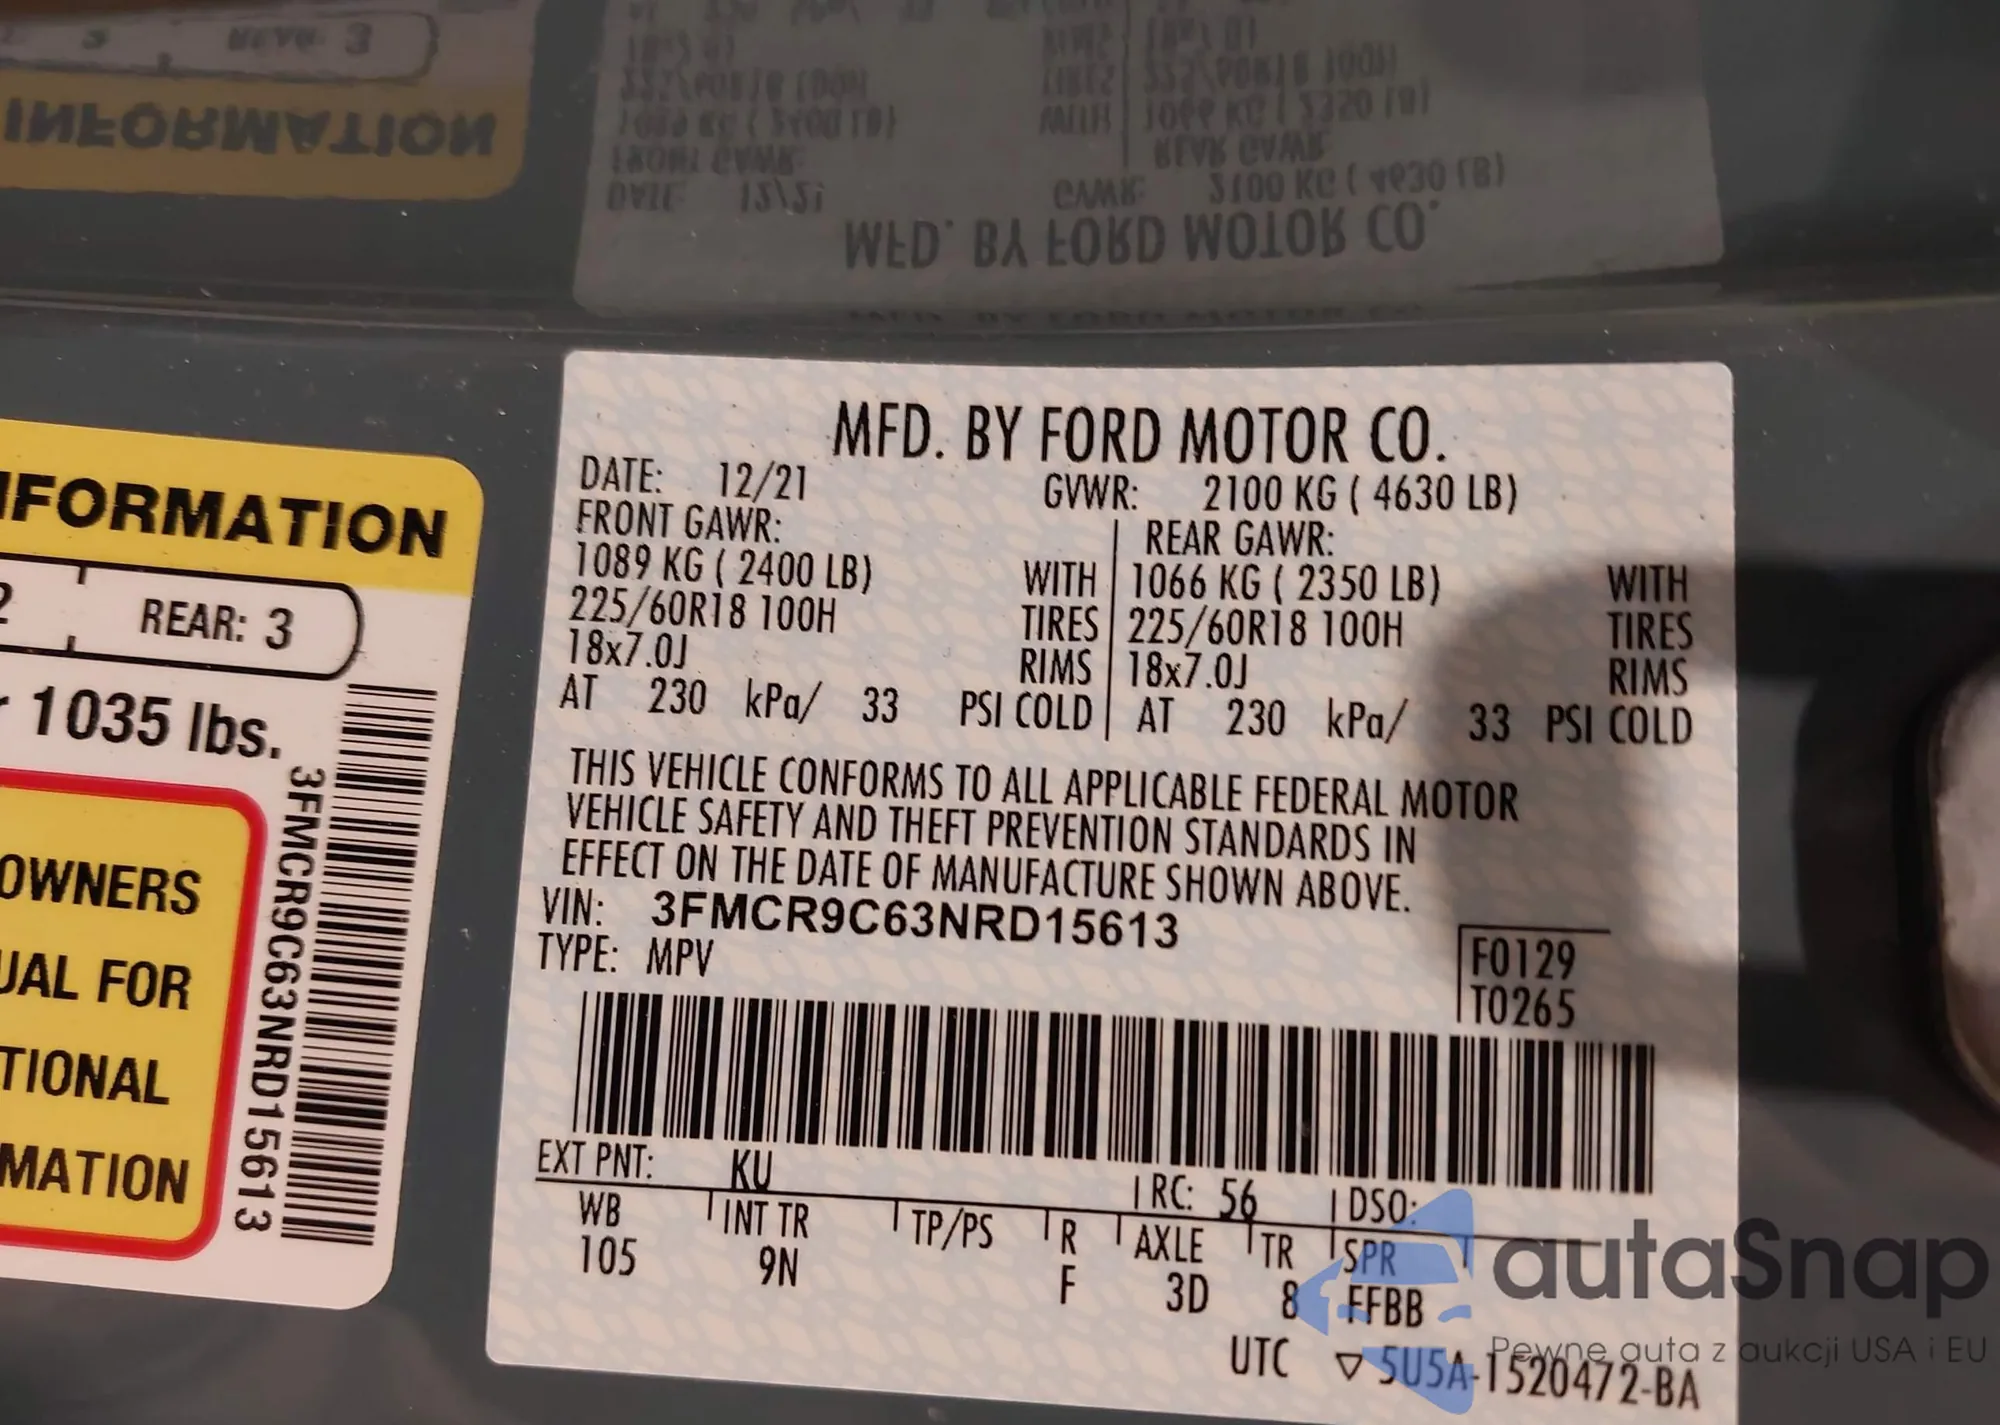 INFORMATION
REAR: 3
MFD. BY FORD MOTOR CO.
DATE: 12/21
GVWR: 2100 KG ( 4630 LB)
FRONT GAWR:
REAR GAWR:
1089 KG ( 2400 LB) WITH
1066 KG ( 2350 LB) WITH
225/60R18 100H TIRES
225/60R18 100H TIRES
18x7.0J RIMS
18x7.0J RIMS
AT 230 kPa/ 33 PSI COLD
AT 230 kPa/ 33 PSI COLD
THIS VEHICLE CONFORMS TO ALL APPLICABLE FEDERAL MOTOR
VEHICLE SAFETY AND THEFT PREVENTION STANDARDS IN
EFFECT ON THE DATE OF MANUFACTURE SHOWN ABOVE.
VIN: 3FMCR9C63NRD15613
TYPE: MPV
F0129
T0265
EXT PNT: KU
RC: 56
DSO:
WB INT TR TP/PS R AXLE TR SPR
105 9N F 3D 8 FFBB
UTC ▽ 5U5A-1520472-BA
NFORMATION
2 REAR: 3
1035 lbs.
OWNERS
UAL FOR
TIONAL
MATION
3FMCR9C63NRD15613
autaSnap
Pewne auta z aukcji USA i EU